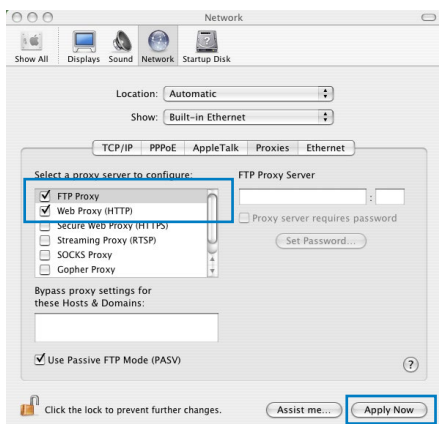 Network
Show All Displays Sound Network Startup Disk
Location: Automatic
Show: Built-in Ethernet
TCP/IP PPPoE AppleTalk Proxies Ethernet
Select a proxy server to configure: FTP Proxy Server
FTP Proxy :
Web Proxy (HTTP) Proxy server requires password
Secure Web Proxy (HTTPS)
Streaming Proxy (RTSP) Set Password...
SOCKS Proxy
Gopher Proxy
Bypass proxy settings for
these Hosts & Domains:
Use Passive FTP Mode (PASV) ?
Click the lock to prevent further changes. Assist me... Apply Now